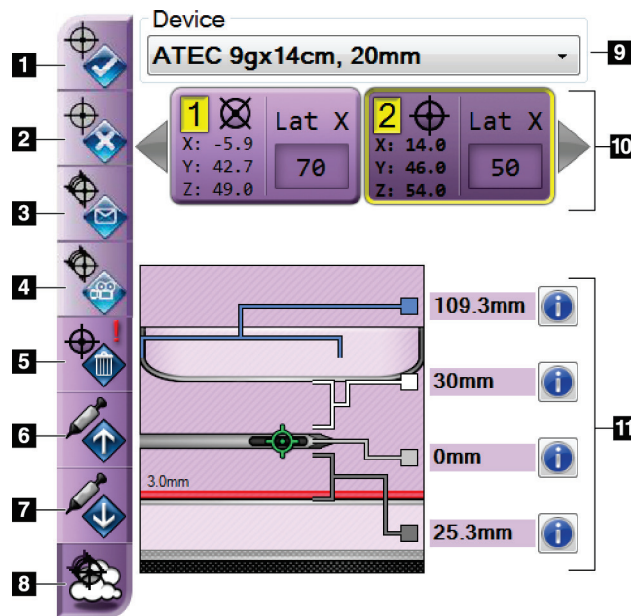 Device
1
ATEC 9gx14cm, 20mm
9
1
Lat X
X: -5.9
Y: 42.7
Z: 49.0
70
2
Lat X
X: 14.0
Y: 46.0
Z: 54.0
50
10
2
3
4
5
!
6
7
8
109.3mm
i
30mm
i
0mm
i
3.0mm
25.3mm
i
11